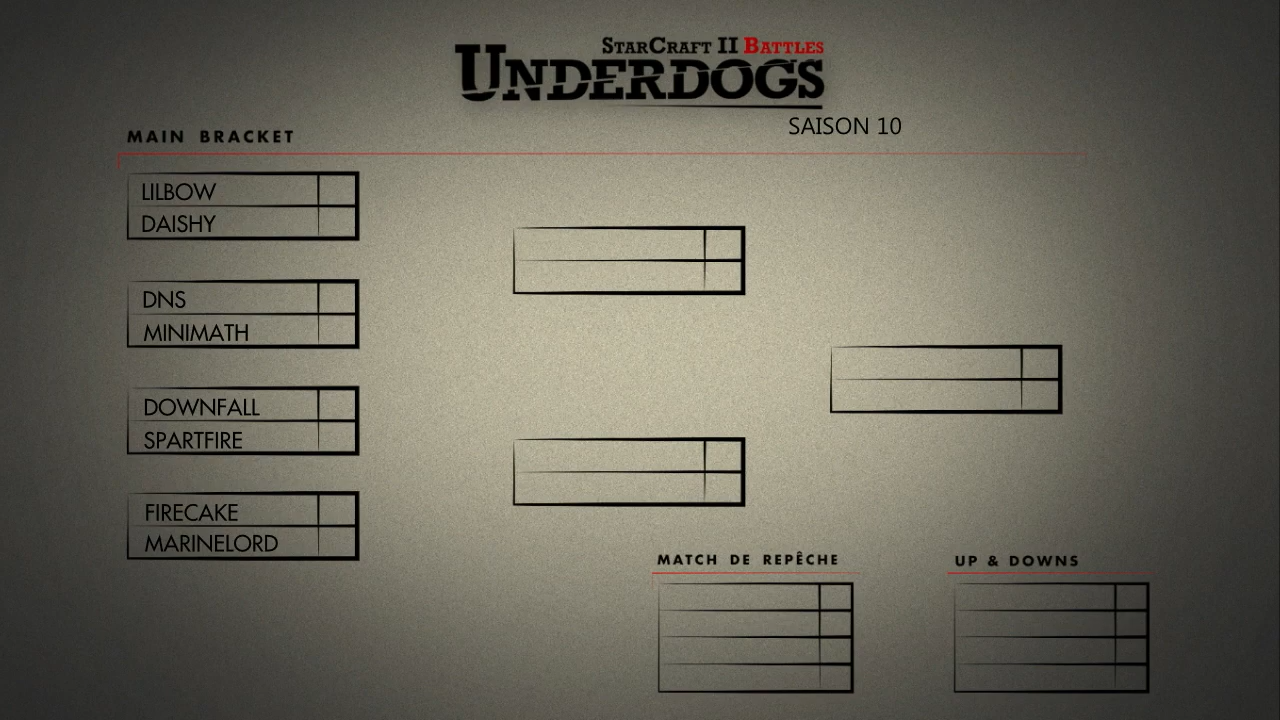 StarCraft II Battles
Underdogs
SAISON 10
MAIN BRACKET
LILBOW
DAISHY
DNS
MINIMATH
DOWNFALL
SPARTFIRE
FIRECAKE
MARINELORD
MATCH DE REPÊCHE
UP & DOWNS